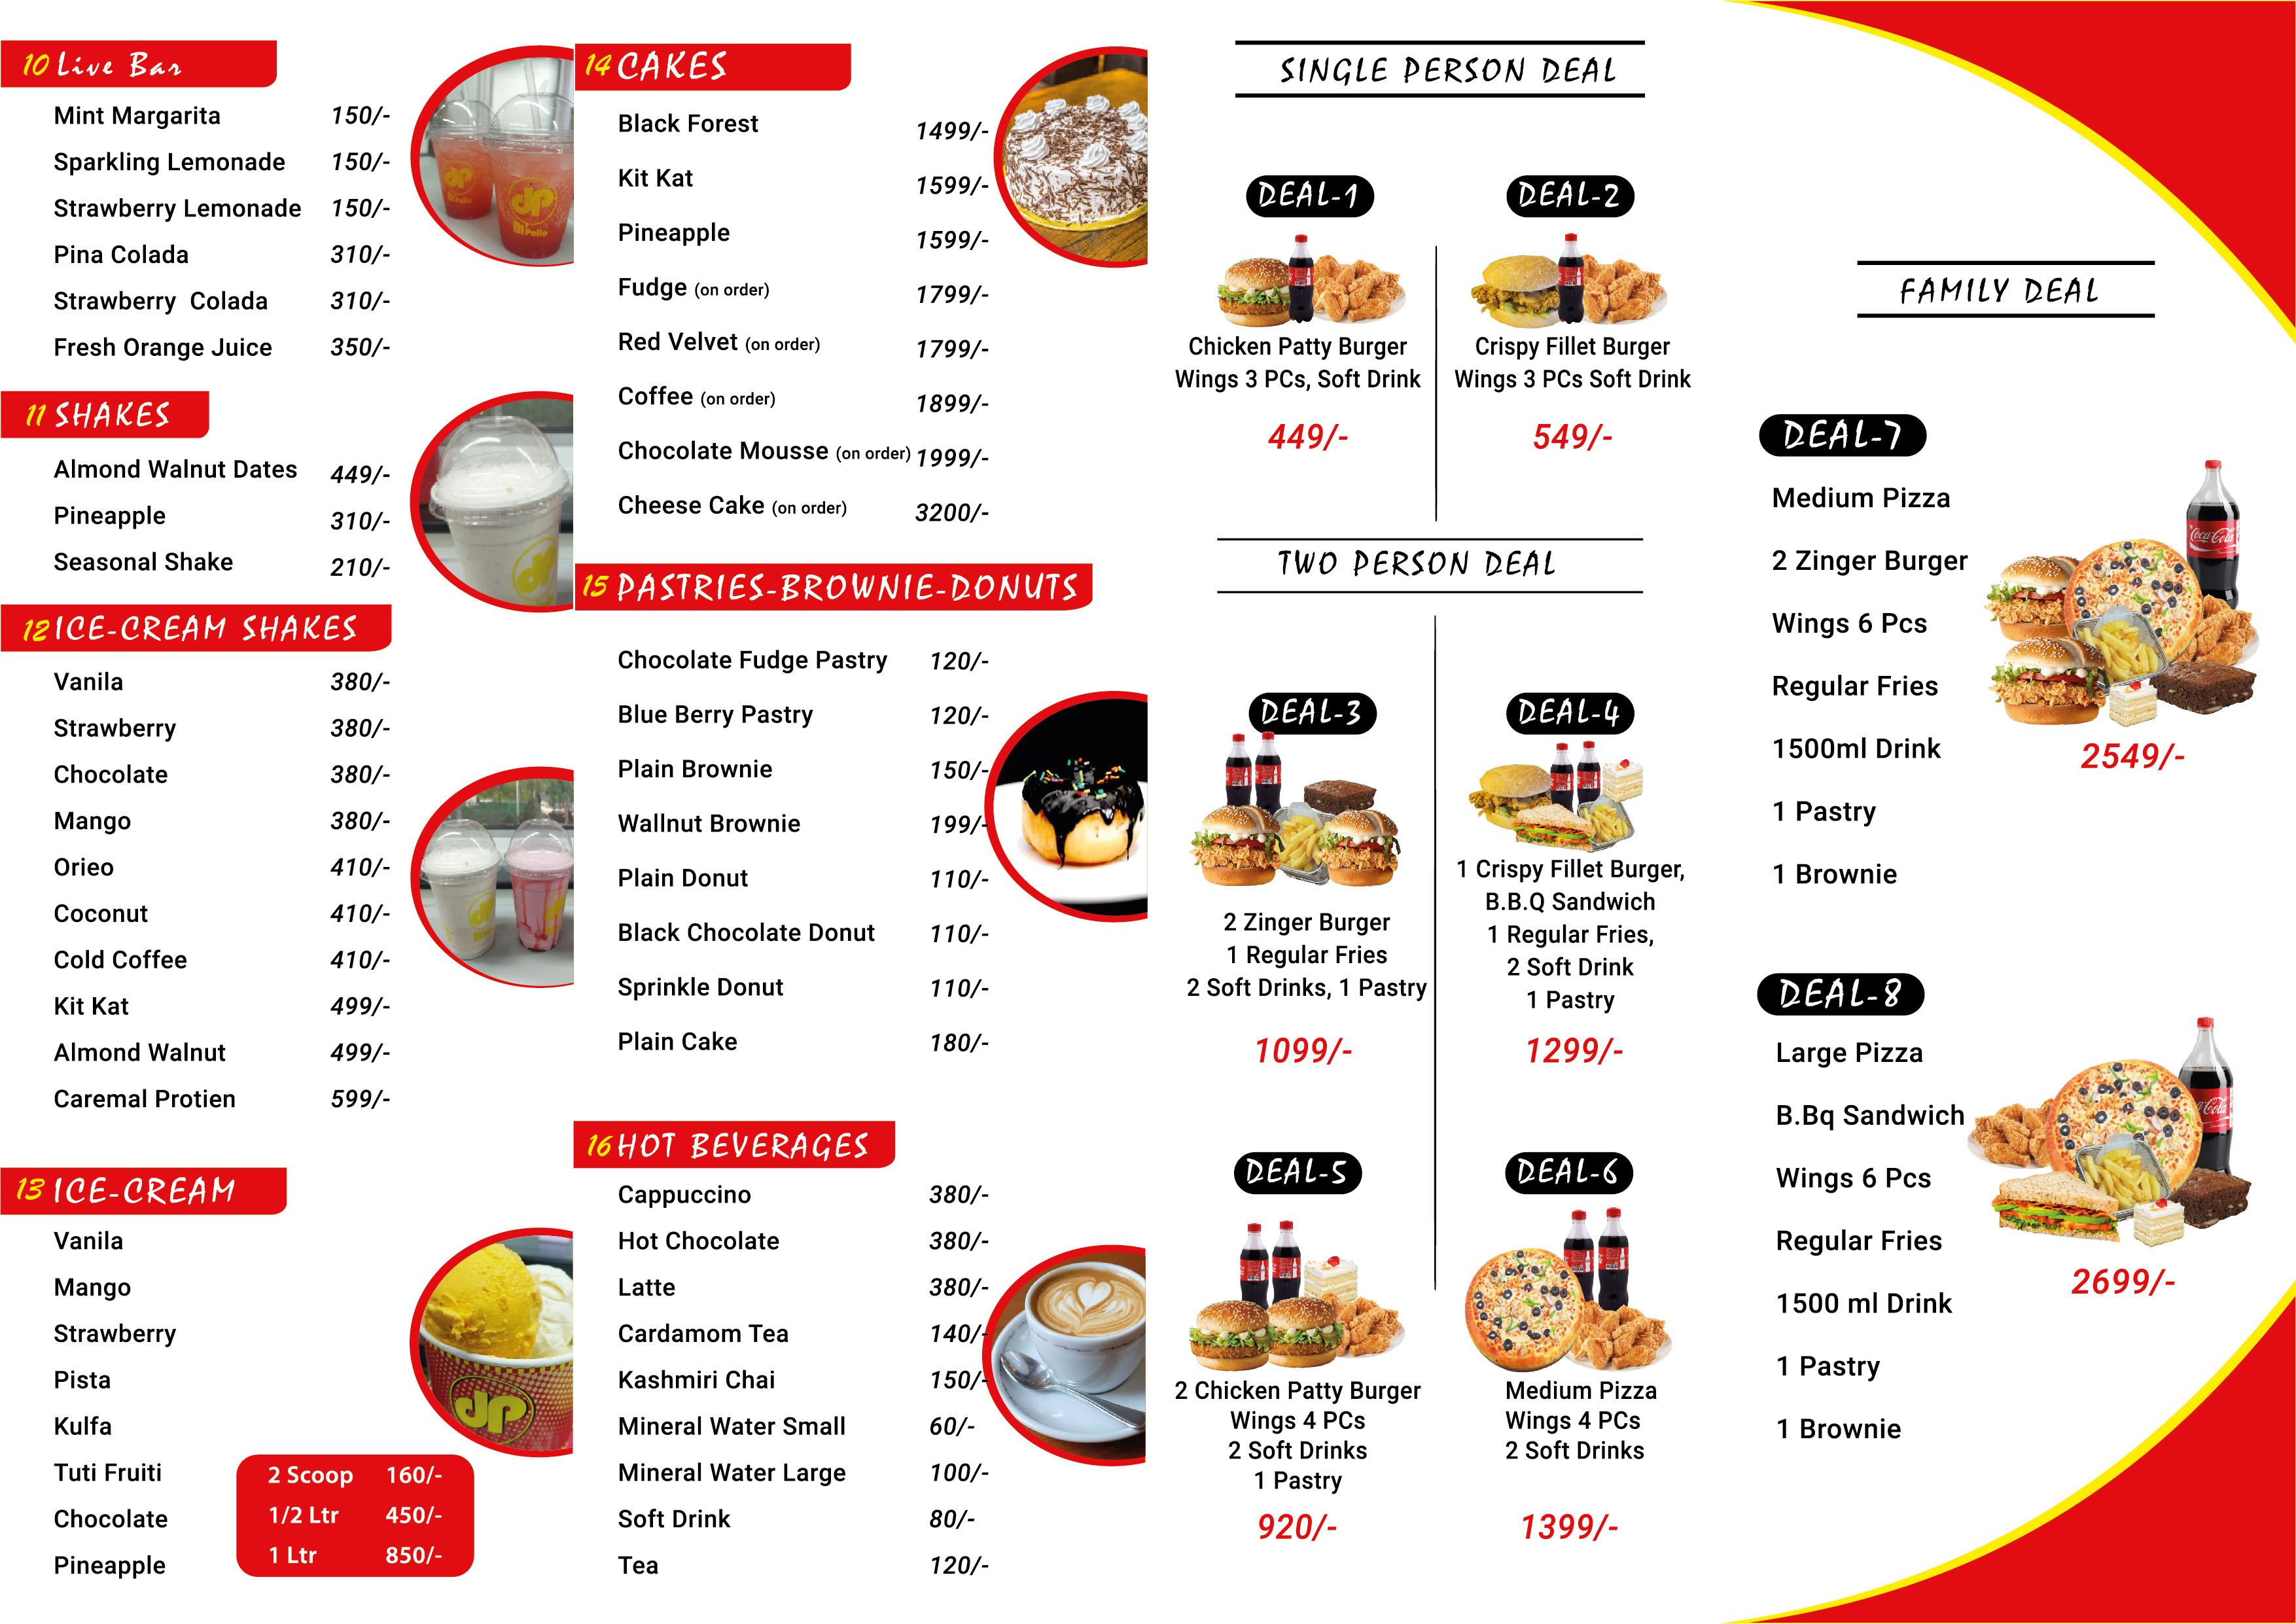 10 Live Bar
Mint Margarita 150/-
Sparkling Lemonade 150/-
Strawberry Lemonade 150/-
Pina Colada 310/-
Strawberry Colada 310/-
Fresh Orange Juice 350/-
dp
Di Pollo
11 SHAKES
Almond Walnut Dates 449/-
Pineapple 310/-
Seasonal Shake 210/-
12 ICE-CREAM SHAKES
Vanila 380/-
Strawberry 380/-
Chocolate 380/-
Mango 380/-
Orieo 410/-
Coconut 410/-
Cold Coffee 410/-
Kit Kat 499/-
Almond Walnut 499/-
Caremal Protien 599/-
13 ICE-CREAM
Vanila
Mango
Strawberry
Pista
Kulfa
Tuti Fruiti
Chocolate
Pineapple
dp
2 Scoop 160/-
1/2 Ltr 450/-
1 Ltr 850/-
14 CAKES
Black Forest 1499/-
Kit Kat 1599/-
Pineapple 1599/-
Fudge (on order) 1799/-
Red Velvet (on order) 1799/-
Coffee (on order) 1899/-
Chocolate Mousse (on order) 1999/-
Cheese Cake (on order) 3200/-
15 PASTRIES-BROWNIE-DONUTS
Chocolate Fudge Pastry 120/-
Blue Berry Pastry 120/-
Plain Brownie 150/-
Wallnut Brownie 199/-
Plain Donut 110/-
Black Chocolate Donut 110/-
Sprinkle Donut 110/-
Plain Cake 180/-
16 HOT BEVERAGES
Cappuccino 380/-
Hot Chocolate 380/-
Latte 380/-
Cardamom Tea 140/-
Kashmiri Chai 150/-
Mineral Water Small 60/-
Mineral Water Large 100/-
Soft Drink 80/-
Tea 120/-
SINGLE PERSON DEAL
DEAL-1
Chicken Patty Burger
Wings 3 PCs, Soft Drink
449/-
DEAL-2
Crispy Fillet Burger
Wings 3 PCs Soft Drink
549/-
TWO PERSON DEAL
DEAL-3
2 Zinger Burger
1 Regular Fries
2 Soft Drinks, 1 Pastry
1099/-
DEAL-4
1 Crispy Fillet Burger,
B.B.Q Sandwich
1 Regular Fries,
2 Soft Drink
1 Pastry
1299/-
DEAL-5
2 Chicken Patty Burger
Wings 4 PCs
2 Soft Drinks
1 Pastry
920/-
DEAL-6
Medium Pizza
Wings 4 PCs
2 Soft Drinks
1399/-
FAMILY DEAL
DEAL-7
Medium Pizza
2 Zinger Burger
Wings 6 Pcs
Regular Fries
1500ml Drink
1 Pastry
1 Brownie
Coca-Cola
2549/-
DEAL-8
Large Pizza
B.Bq Sandwich
Wings 6 Pcs
Regular Fries
1500 ml Drink
1 Pastry
1 Brownie
2699/-